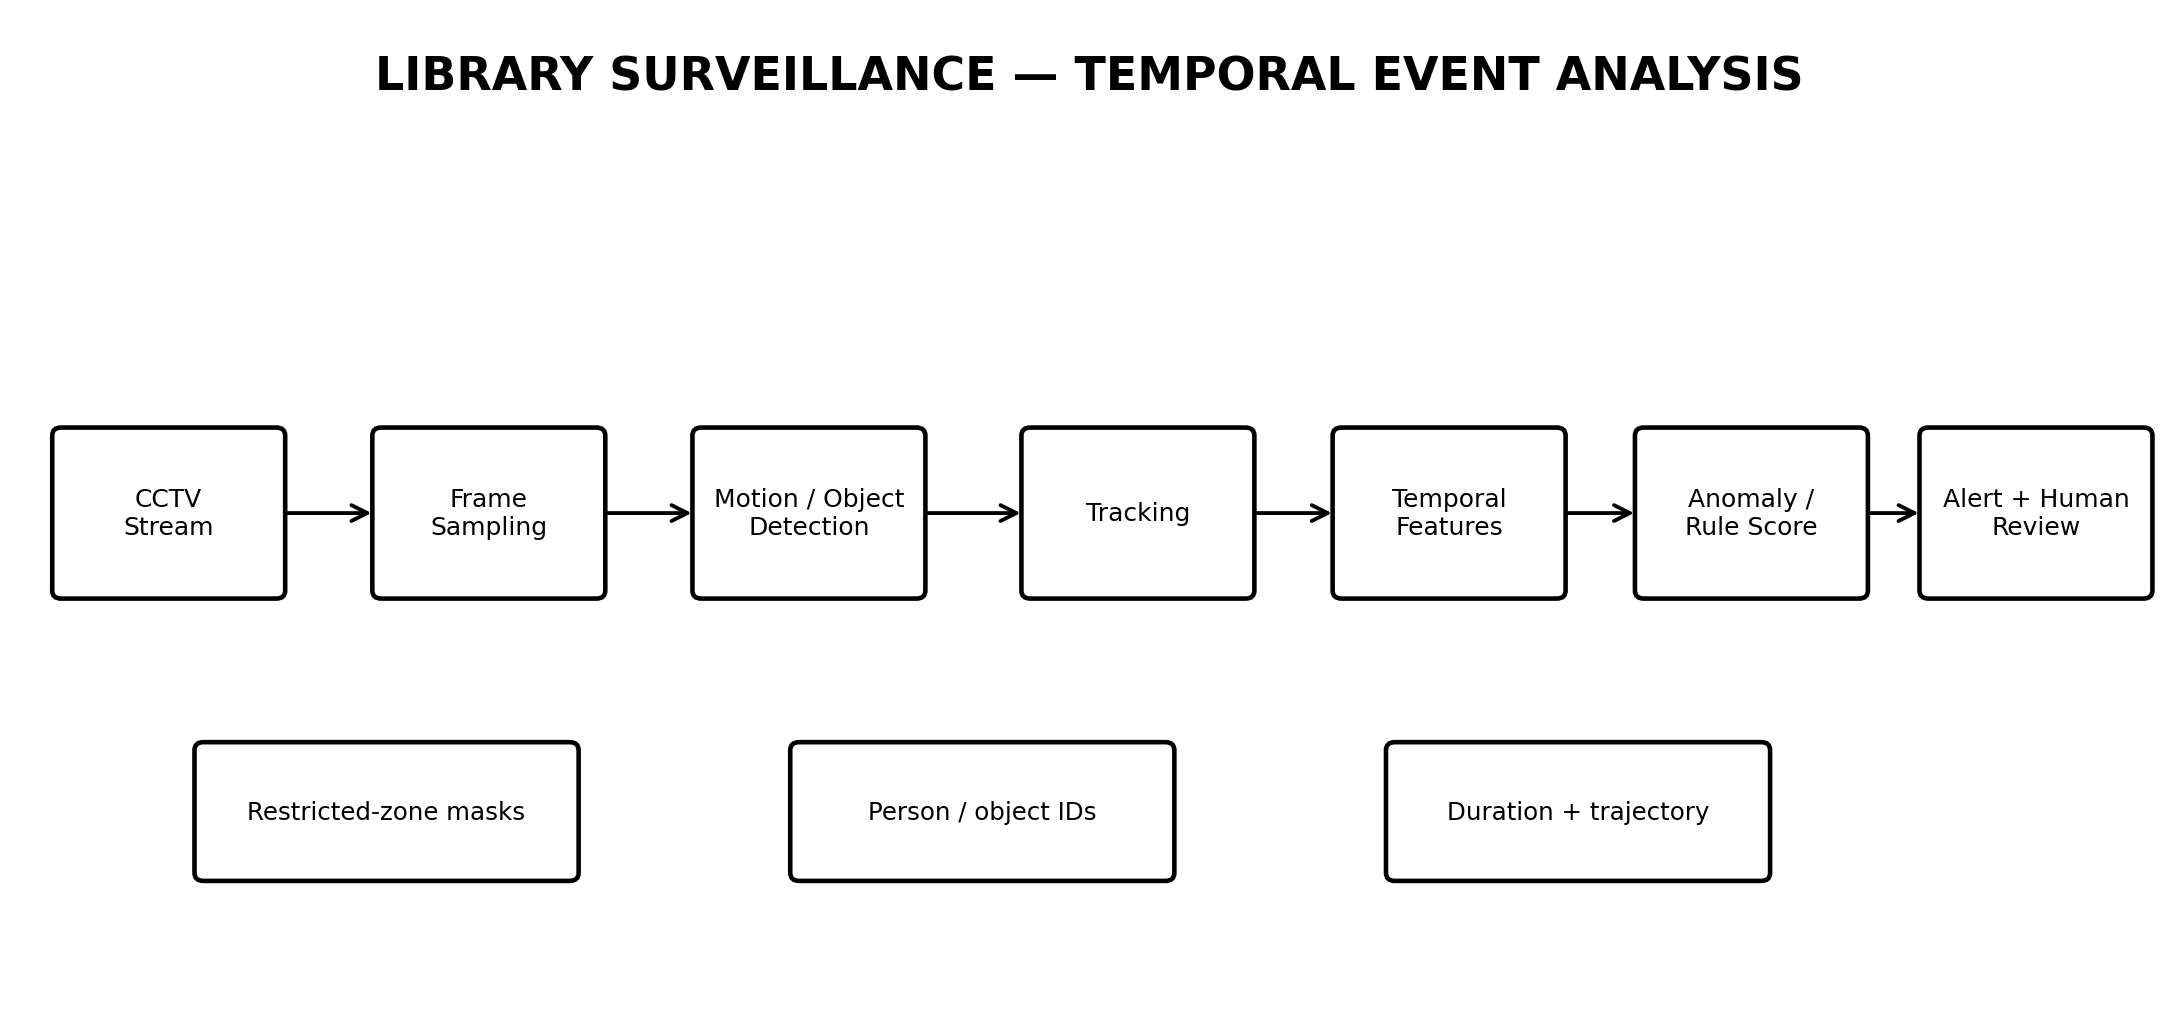 LIBRARY SURVEILLANCE — TEMPORAL EVENT ANALYSIS
CCTV
Stream
Frame
Sampling
Motion / Object
Detection
Tracking
Temporal
Features
Anomaly /
Rule Score
Alert + Human
Review
Restricted-zone masks
Person / object IDs
Duration + trajectory